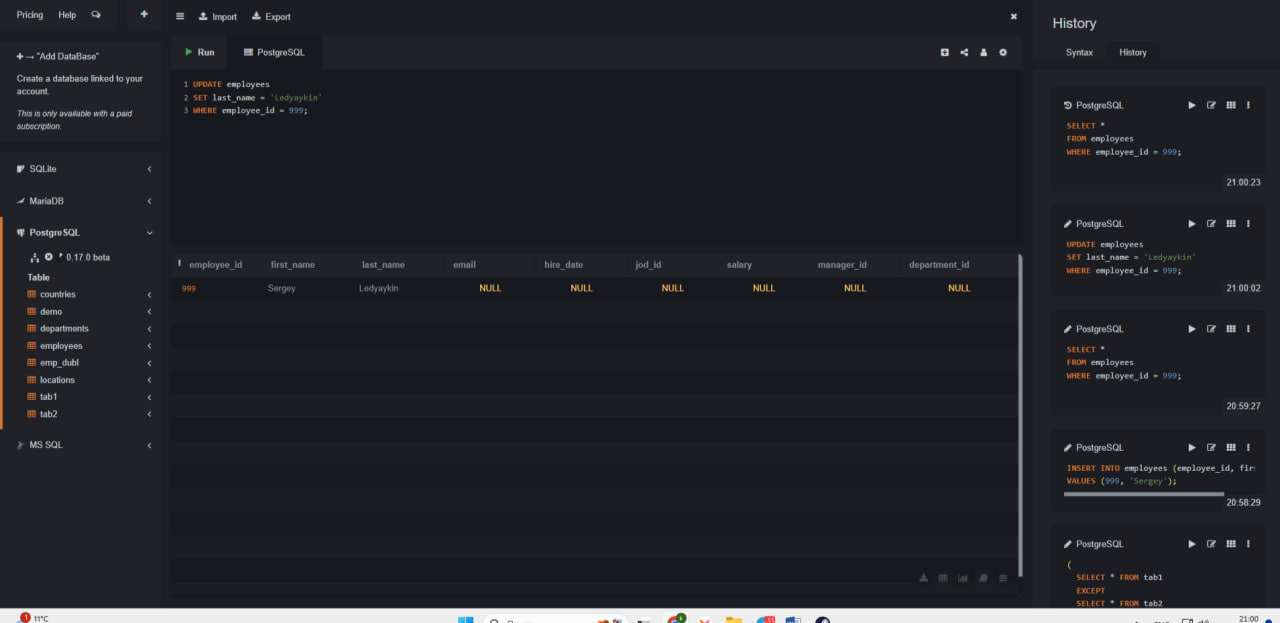 Pricing Help
Import Export
+→ "Add DataBase"
Create a database linked to your
account.
This is only available with a paid
subscription.
SQLite
MariaDB
PostgreSQL
0.17.0 beta
Table
countries
demo
departments
employees
emp_dubl
locations
tab1
tab2
MS SQL
Run PostgreSQL
1 UPDATE employees
2 SET last_name = 'Ledyaykin'
3 WHERE employee_id = 999;
employee_id first_name last_name email hire_date jod_id salary manager_id department_id
999 Sergey Ledyaykin NULL NULL NULL NULL NULL NULL
History
Syntax History
PostgreSQL
SELECT *
FROM employees
WHERE employee_id = 999;
21:00:23
PostgreSQL
UPDATE employees
SET last_name = 'Ledyaykin'
WHERE employee_id = 999;
21:00:02
PostgreSQL
SELECT *
FROM employees
WHERE employee_id = 999;
20:59:27
PostgreSQL
INSERT INTO employees (employee_id, fir
VALUES (999, 'Sergey');
20:58:29
PostgreSQL
(
SELECT * FROM tab1
EXCEPT
SELECT * FROM tab2
1 11°C
11
21:00